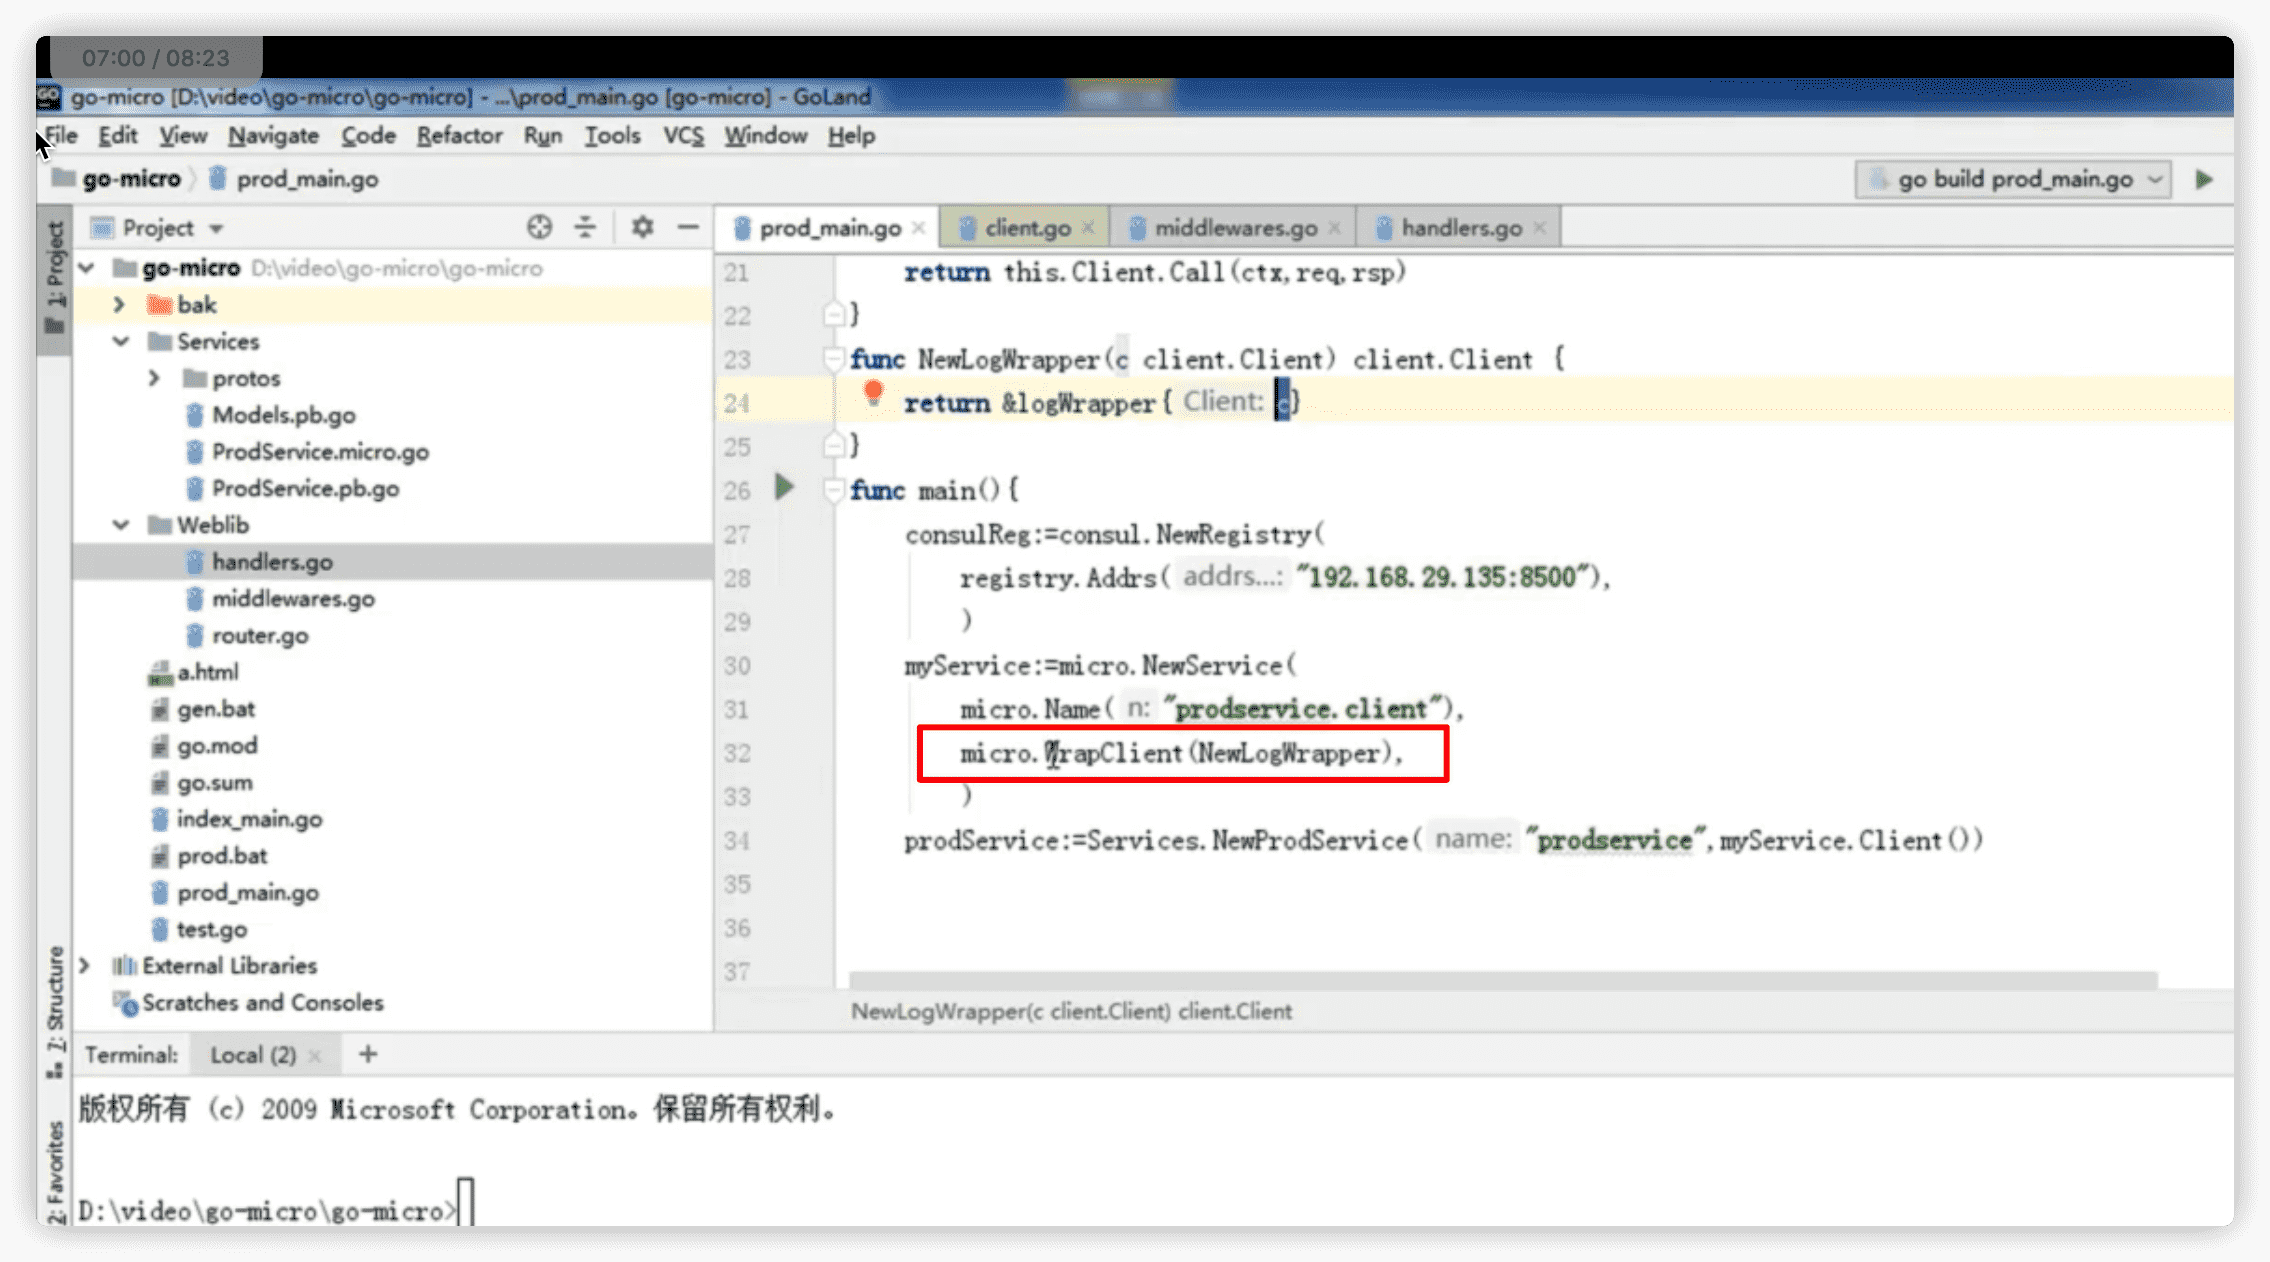 07:00 / 08:23
go-micro [D:\video\go-micro\go-micro] - ...\prod_main.go [go-micro] - GoLand
File Edit View Navigate Code Refactor Run Tools VCS Window Help
go-micro prod_main.go go build prod_main.go
1: Project
Project
go-micro D:\video\go-micro\go-micro
bak
Services
protos
Models.pb.go
ProdService.micro.go
ProdService.pb.go
Weblib
handlers.go
middlewares.go
router.go
a.html
gen.bat
go.mod
go.sum
index_main.go
prod.bat
prod_main.go
test.go
External Libraries
Scratches and Consoles
prod_main.go client.go middlewares.go handlers.go
21 return this.Client.Call(ctx,req,rsp)
22 }
23 func NewLogWrapper(c client.Client) client.Client {
24 return &logWrapper{ Client: c}
25 }
26 func main(){
27 consulReg:=consul.NewRegistry(
28 registry.Addrs( addrs...: "192.168.29.135:8500"),
29 )
30 myService:=micro.NewService(
31 micro.Name( n: "prodservice.client"),
32 micro.WrapClient(NewLogWrapper),
33 )
34 prodService:=Services.NewProdService( name: "prodservice",myService.Client())
35
36
37
NewLogWrapper(c client.Client) client.Client
7: Structure
2: Favorites
Terminal: Local (2) +
版权所有 (c) 2009 Microsoft Corporation。保留所有权利。
D:\video\go-micro\go-micro>